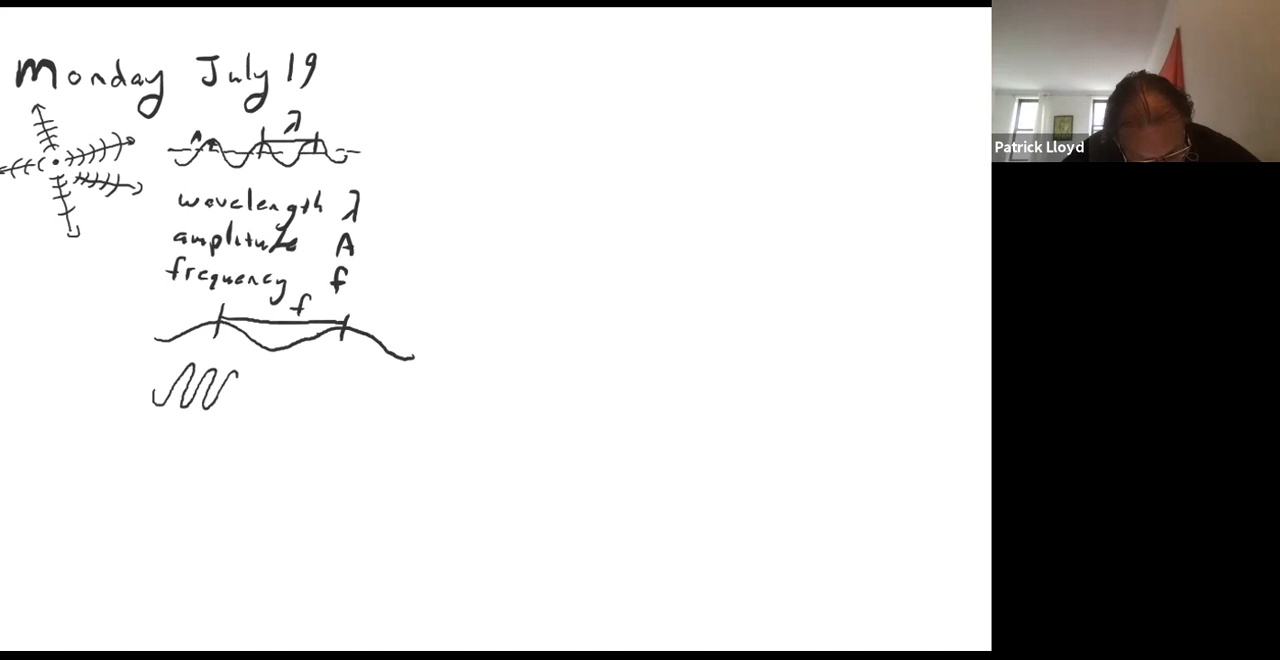 Monday July 19
λ
A
wavelength λ
amplitude A
frequency f
f
Patrick Lloyd